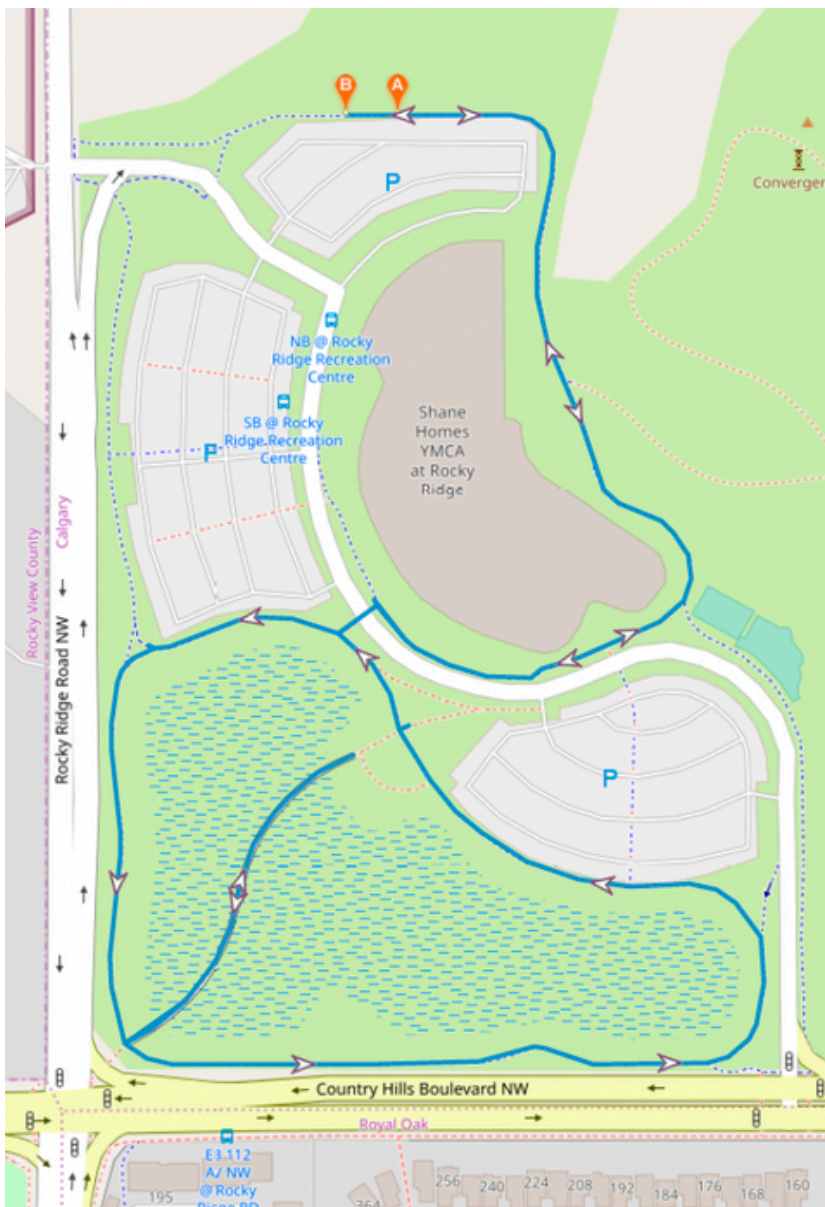 B
A
P
Converger
NB @ Rocky
Ridge Recreation
Centre
SB @ Rocky
Ridge Recreation
Centre
P
Shane
Homes
YMCA
at Rocky
Ridge
Rocky View County
Calgary
Rocky Ridge Road NW
P
Country Hills Boulevard NW
Royal Oak
EB 112
A/ NW
@ Rocky
195
364
256
240
224
208
192
184
176
168
160